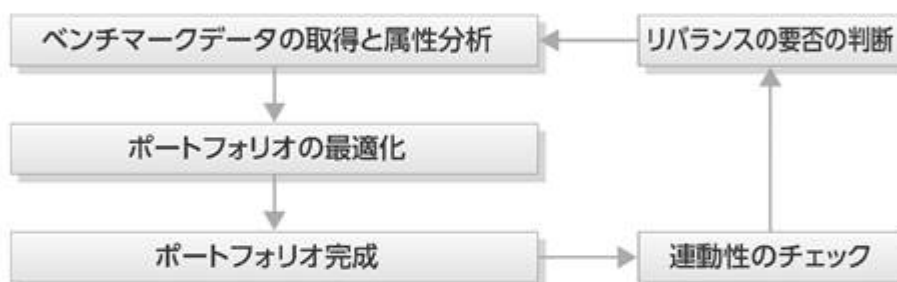 ベンチマークデータの取得と属性分析
リバランスの要否の判断
ポートフォリオの最適化
ポートフォリオ完成
連動性のチェック